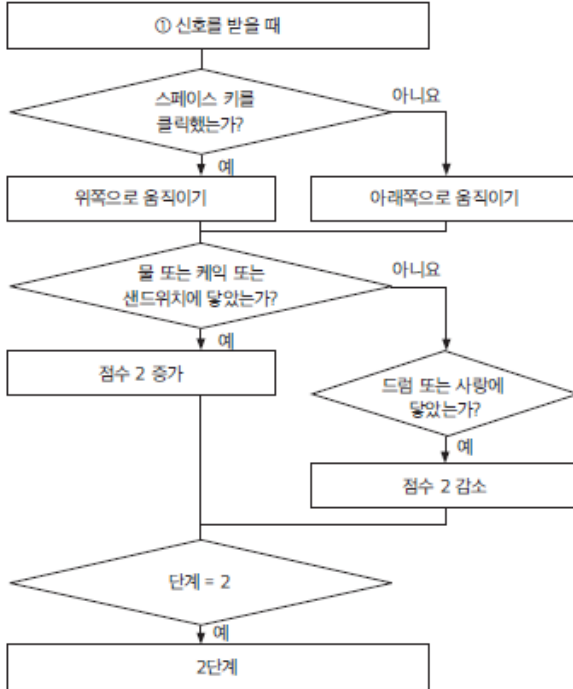 ① 신호를 받을 때
스페이스 키를
클릭했는가?
아니요
예
위쪽으로 움직이기
아래쪽으로 움직이기
물 또는 케익 또는
샌드위치에 닿았는가?
아니요
예
점수 2 증가
드럼 또는 사랑에
닿았는가?
예
점수 2 감소
단계 = 2
예
2단계